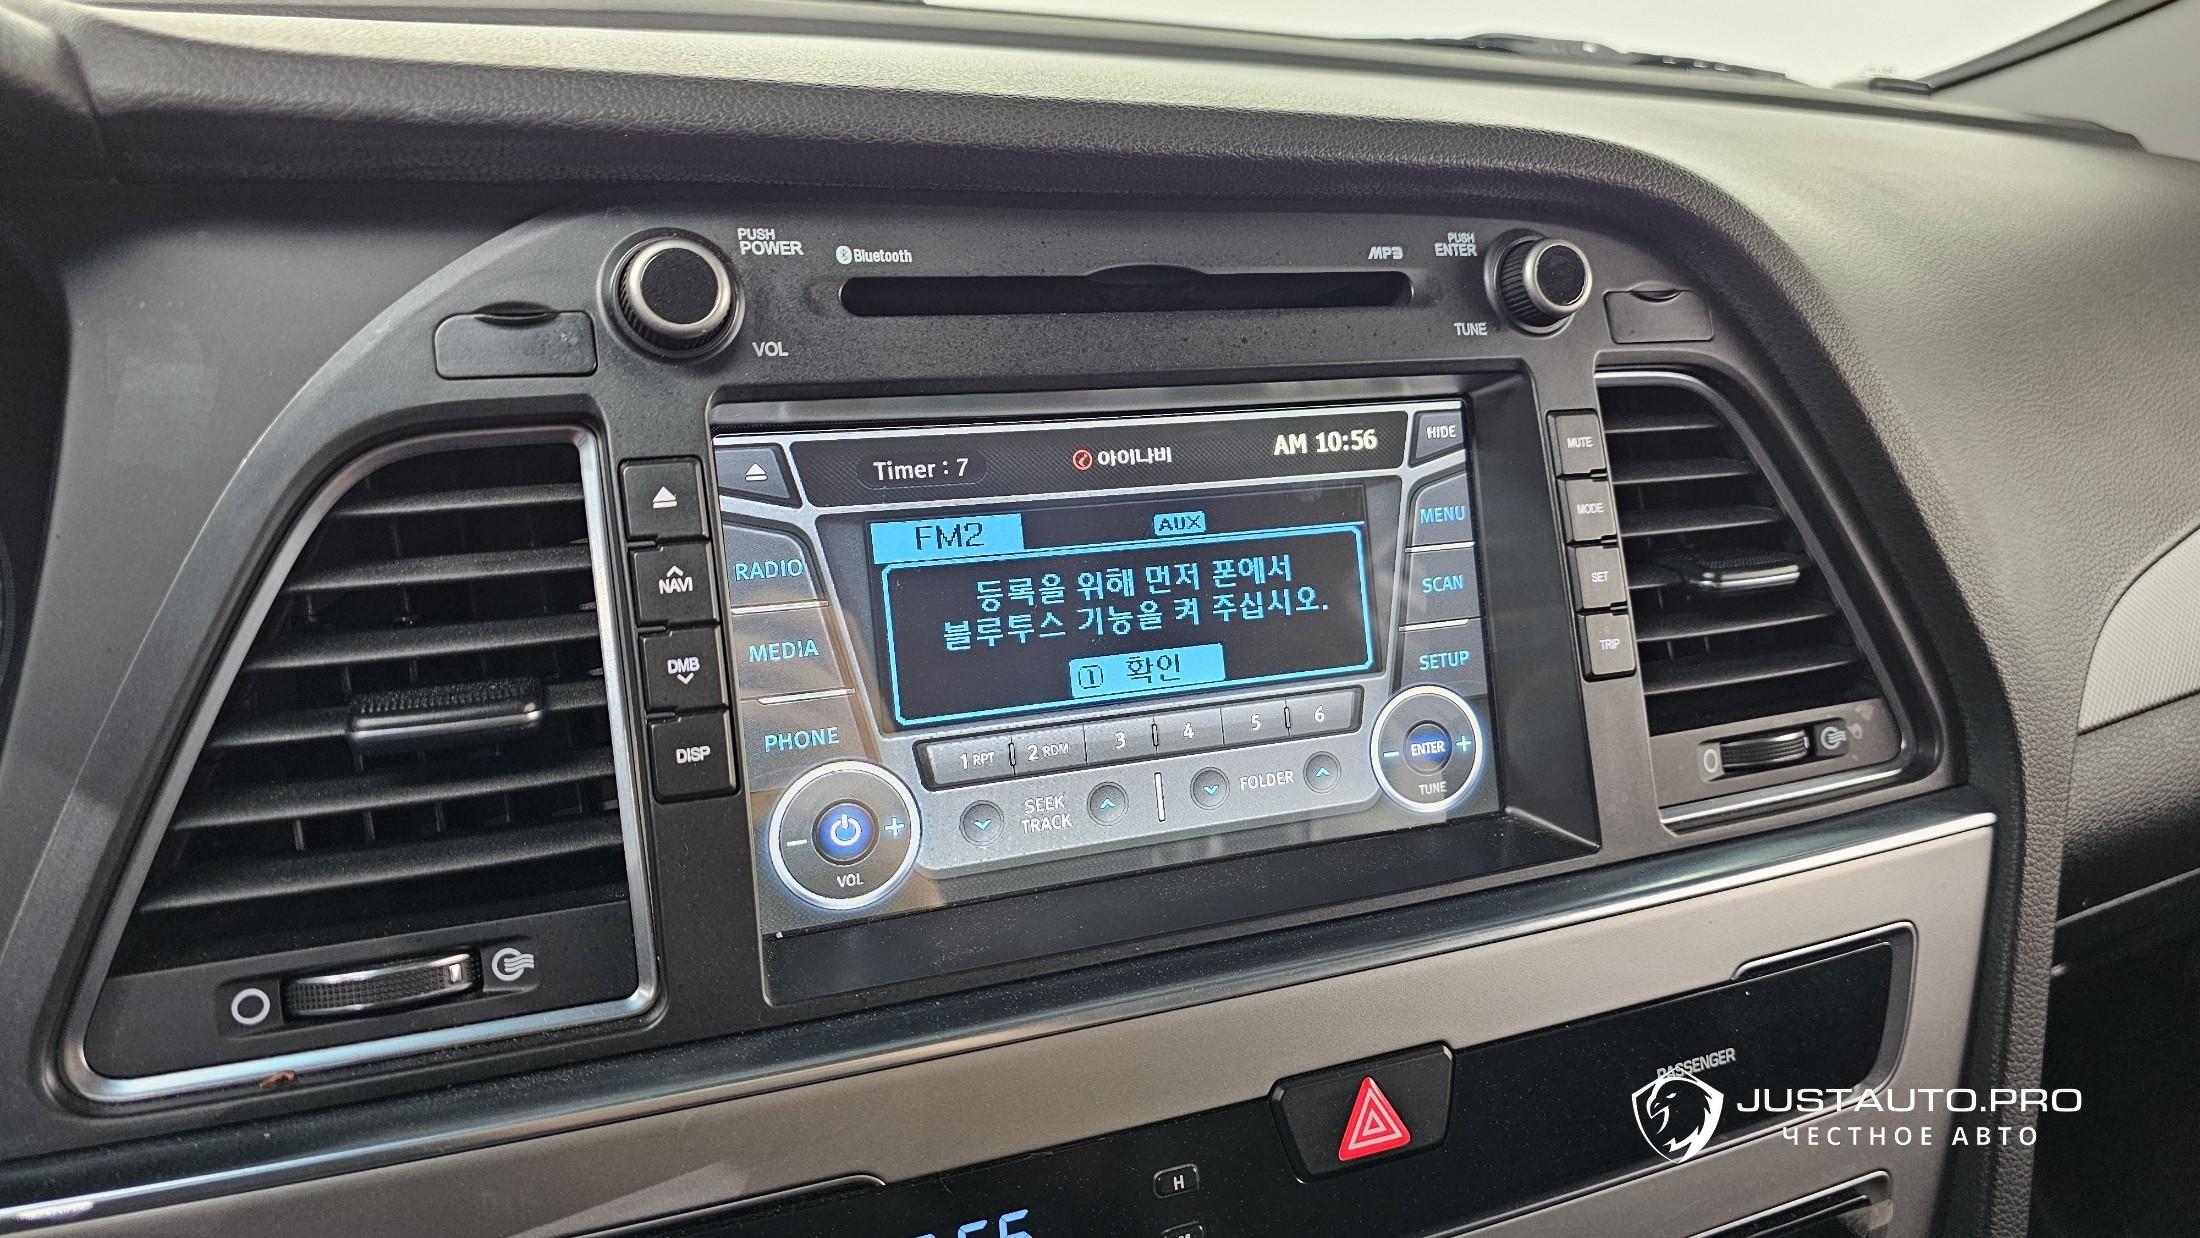 PUSH
POWER
Bluetooth
MP3
PUSH
ENTER
VOL
TUNE
Timer : 7
아이나비
AM 10:56
HIDE
MUTE
NAVI
DMB
DISP
RADIO
MEDIA
PHONE
FM2
AUX
등록을 위해 먼저 폰에서
블루투스 기능을 켜 주십시오.
① 확인
MENU
SCAN
SETUP
MODE
SET
TRIP
1 RPT
2 RDM
3
4
5
6
SEEK
TRACK
FOLDER
ENTER
TUNE
VOL
PASSENGER
H
JUSTAUTO.PRO
ЧЕСТНОЕ АВТО